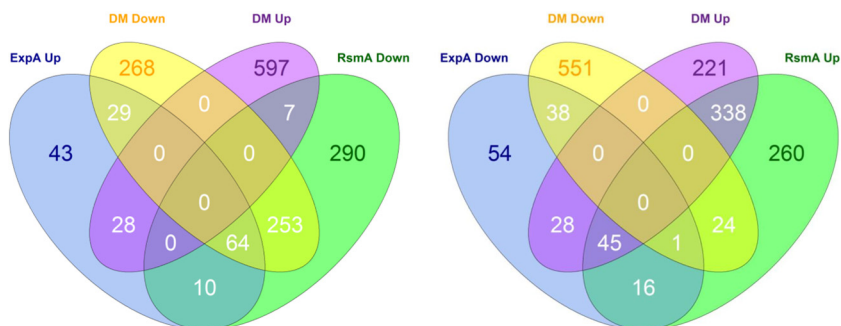 DM Down DM Up
ExpA Up RsmA Down
268 597
29 0 7
43 0 0 290
0
28 0 64 253
10
DM Down DM Up
ExpA Down RsmA Up
551 221
38 0 338
54 0 0 260
0
28 45 1 24
16